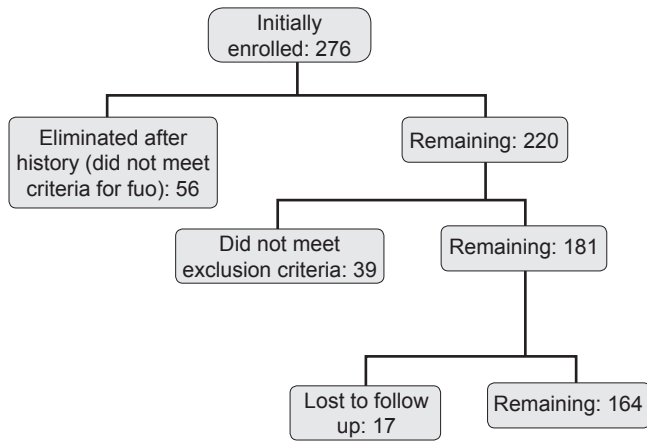 Initially
enrolled: 276
Eliminated after
history (did not meet
criteria for fuo): 56
Remaining: 220
Did not meet
exclusion criteria: 39
Remaining: 181
Lost to follow
up: 17
Remaining: 164